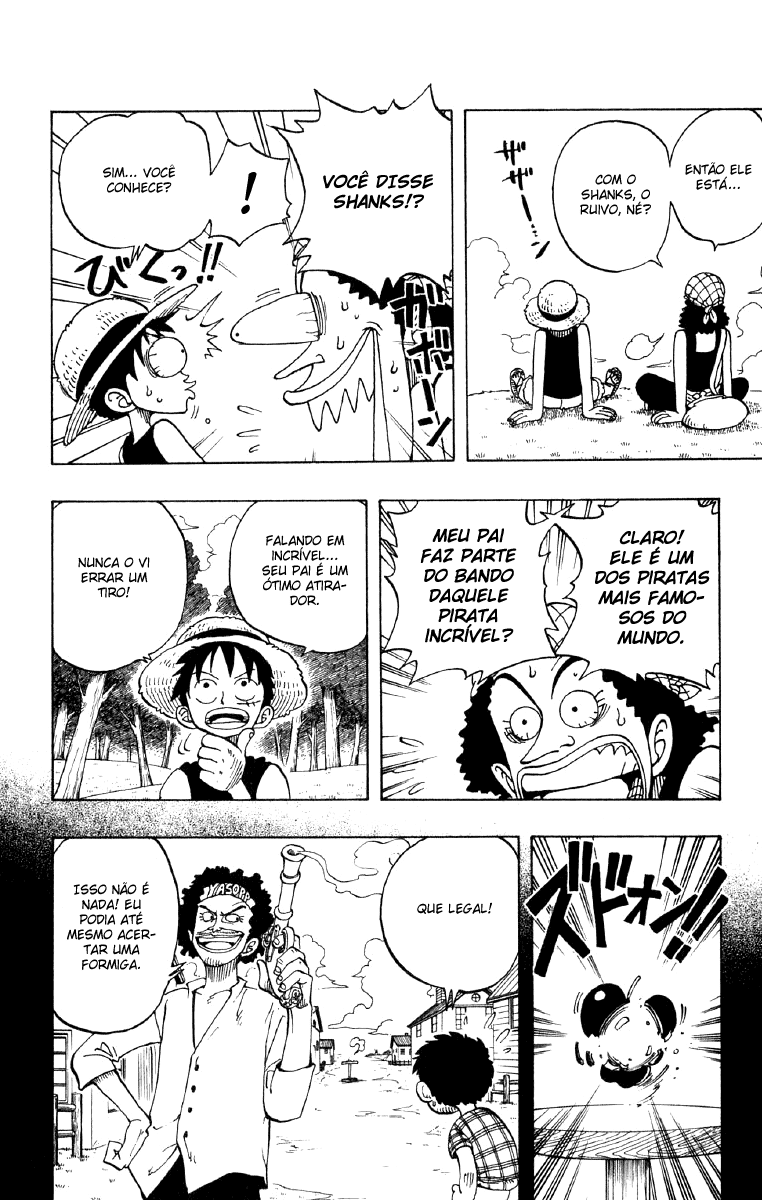 ENTÃO ELE
ESTÁ...
COM O
SHANKS, O
RUIVO, NÉ?
ザザーーン
VOCÊ DISSE
SHANKS!?
!
SIM... VOCÊ
CONHECE?
びくっ!!
ガボーン
CLARO!
ELE É UM
DOS PIRATAS
MAIS FAMO-
SOS DO
MUNDO.
MEU PAI
FAZ PARTE
DO BANDO
DAQUELE
PIRATA
INCRÍVEL?
FALANDO EM
INCRÍVEL...
SEU PAI É UM
ÓTIMO ATIRA-
DOR.
NUNCA O VI
ERRAR UM
TIRO!
ズドォン!!
QUE LEGAL!
YASOPP
ISSO NÃO É
NADA! EU
PODIA ATÉ
MESMO ACER-
TAR UMA
FORMIGA.